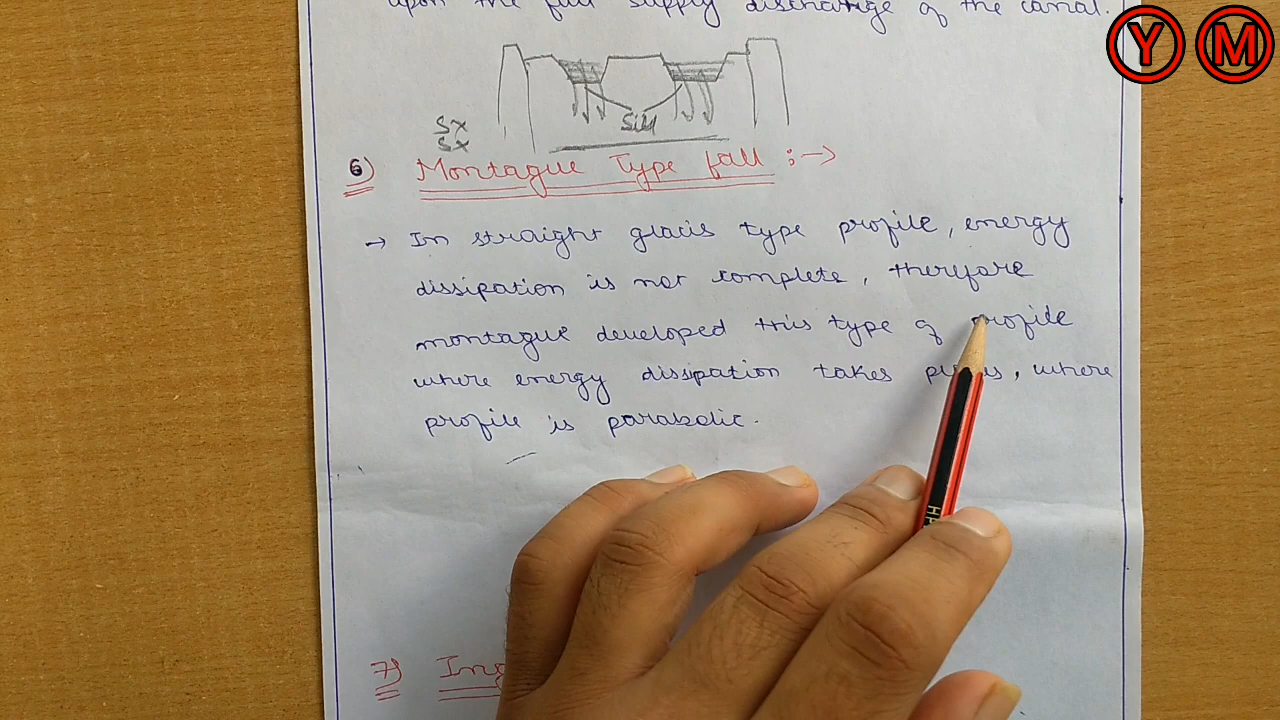 upon the full supply discharge of the canal.
Y M
Sill
6) Montague Type fall :→
→ In straight glacis type profile, energy
dissipation is not complete, therefore
montague developed this type of profile
where energy dissipation takes, where
profile is parabolic.
7)